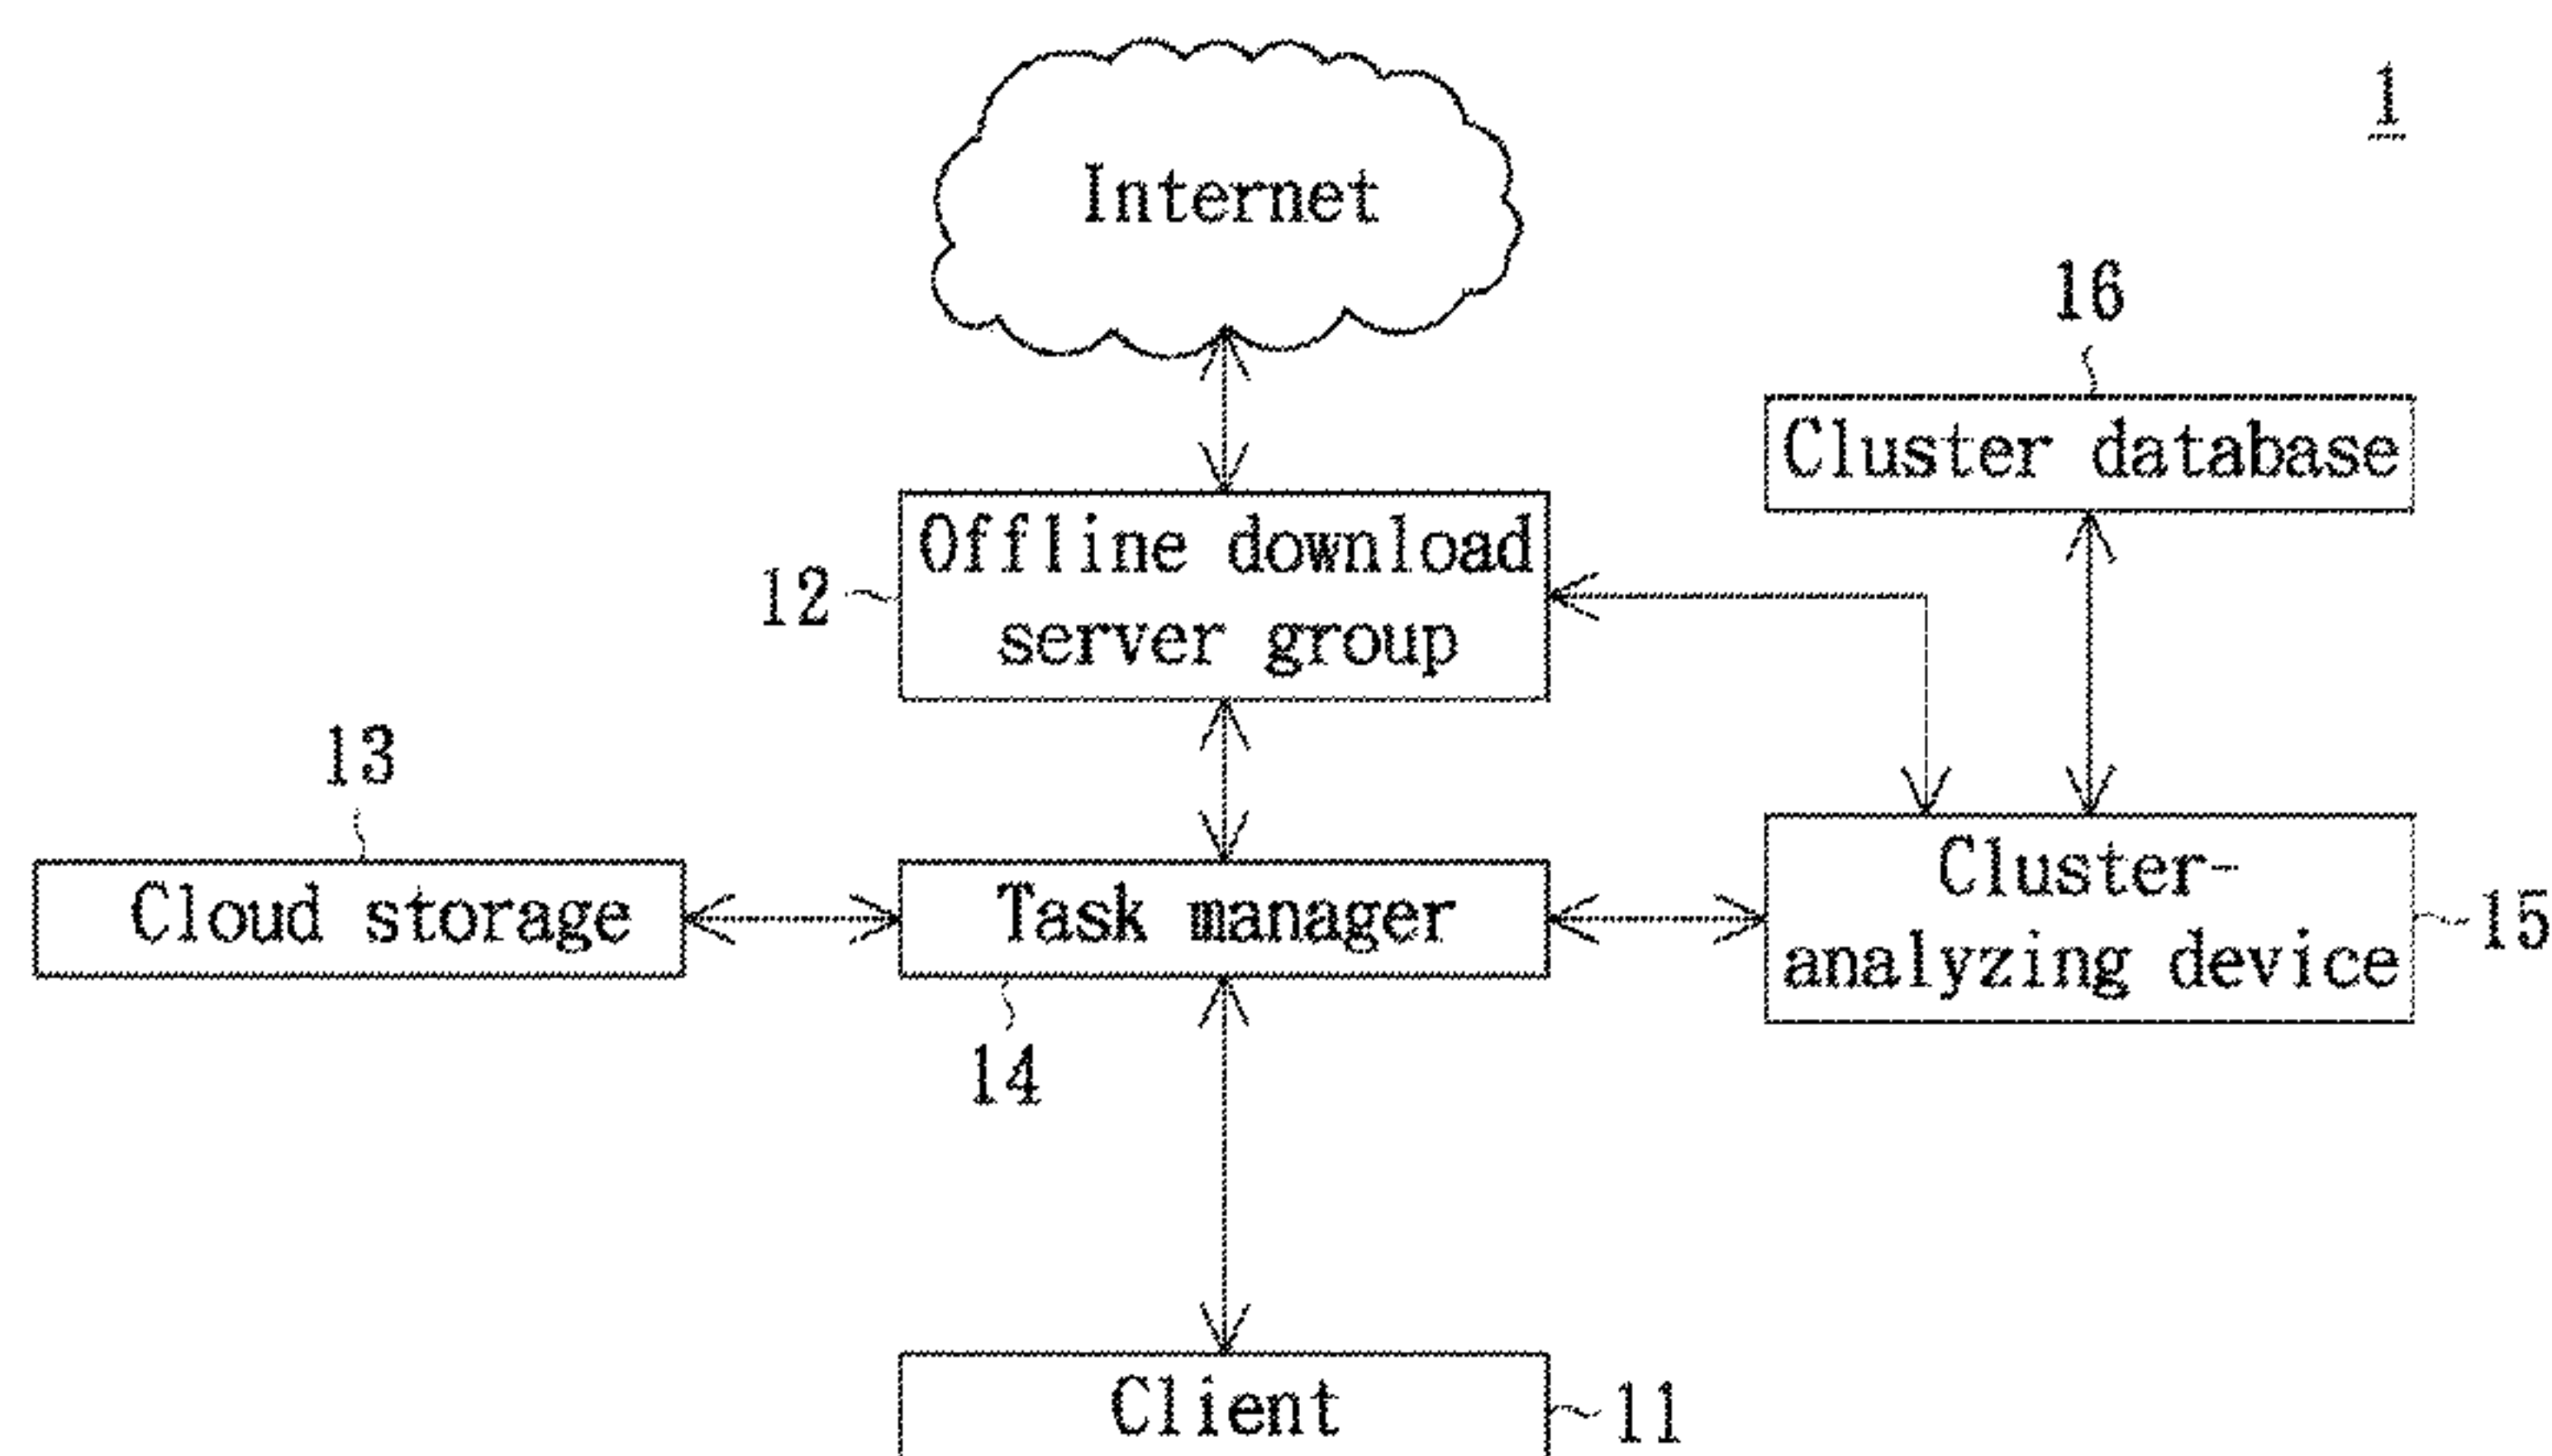 1
Internet
16
Cluster database
Offline download
server group
12
13
Cloud storage
Task manager
Cluster-
analyzing device
15
14
Client
11